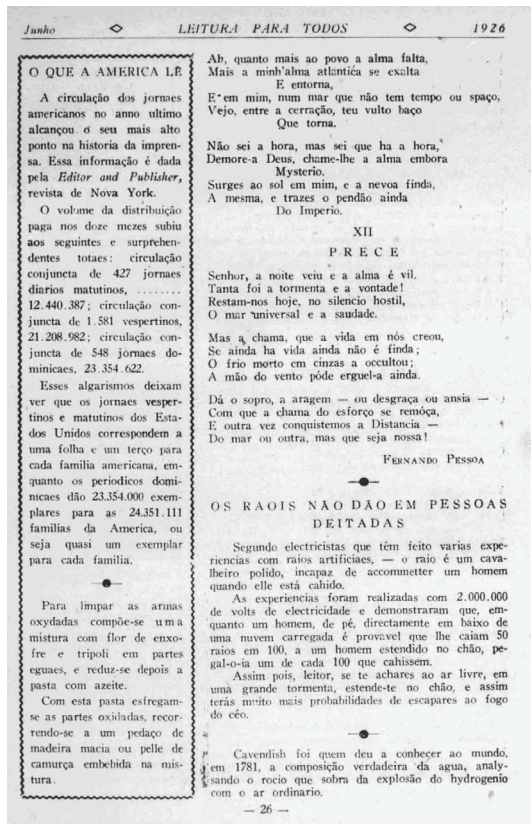 Junho LEITURA PARA TODOS 1926
O QUE A AMERICA LÊ
A circulação dos jornaes
americanos no anno ultimo
alcançou o seu mais alto
ponto na historia da impren-
sa. Essa informação é dada
pela Editor and Publisher,
revista de Nova York.
O volume da distribuição
paga nos doze mezes subiu
aos seguintes e surprehen-
dentes totaes: circulação
conjuncta de 427 jornaes
diarios matutinos, ........
12.440.387; circulação con-
juncta de 1.581 vespertinos,
21.208.982; circulação con-
juncta de 548 jornaes do-
minicaes, 23.354.622.
Esses algarismos deixam
ver que os jornaes vesper-
tinos e matutinos dos Esta-
dos Unidos correspondem a
uma folha e um terço para
cada familia americana, em-
quanto os periodicos domi-
nicaes dão 23.354.000 exem-
plares para as 24.351.111
familias da America, ou
seja quasi um exemplar
para cada familia.
Para limpar as armas
oxydadas compõe-se uma
mistura com flor de enxo-
fre e tripoli em partes
eguaes, e reduz-se depois a
pasta com azeite.
Com esta pasta esfregam-
se as partes oxidadas, recor-
rendo-se a um pedaço de
madeira macia ou pelle de
camurça embebida na mis-
tura.
Ah, quanto mais ao povo a alma falta,
Mais a minh'alma atlantica se exalta
E entorna,
E em mim, num mar que não tem tempo ou spaço,
Vejo, entre a cerração, teu vulto baço
Que torna.
Não sei a hora, mas sei que ha a hora,
Demore-a Deus, chame-lhe a alma embora
Mysterio.
Surges ao sol em mim, e a nevoa finda,
A mesma, e trazes o pendão ainda
Do Imperio.
XII
PRECE
Senhor, a noite veiu e a alma é vil.
Tanta foi a tormenta e a vontade!
Restam-nos hoje, no silencio hostil,
O mar universal e a saudade.
Mas a chama, que a vida em nós creou,
Se ainda ha vida ainda não é finda;
O frio morto em cinzas a occultou;
A mão do vento póde erguel-a ainda.
Dá o sopro, a aragem — ou desgraça ou ansia —
Com que a chama do esforço se remóça,
E outra vez conquistemos a Distancia —
Do mar ou outra, mas que seja nossa!
FERNANDO PESSOA
OS RAOIS NÃO DÃO EM PESSOAS
DEITADAS
Segundo electricistas que têm feito varias expe-
riencias com raios artificiaes, — o raio é um cava-
lheiro polido, incapaz de accommetter um homem
quando elle está cahido.
As experiencias foram realizadas com 2.000.000
de volts de electricidade e demonstraram que, em-
quanto um homem, de pé, directamente em baixo de
uma nuvem carregada é provavel que lhe caiam 50
raios em 100, a um homem estendido no chão, pe-
gal-o-ia um de cada 100 que cahissem.
Assim pois, leitor, se te achares ao ar livre, em
uma grande tormenta, estende-te no chão, e assim
terás muito mais probabilidades de escapares ao fogo
do céo.
Cavendish foi quem deu a conhecer ao mundo,
em 1781, a composição verdadeira da agua, analy-
sando o rocio que sobra da explosão do hydrogenio
com o ar ordinario.
— 26 —